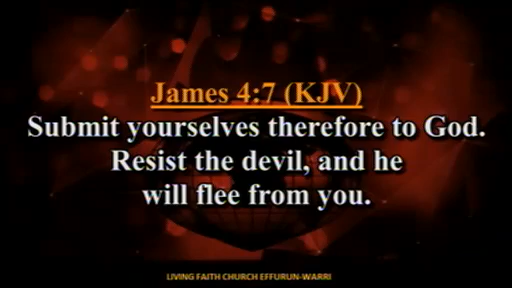 James 4:7 (KJV)
Submit yourselves therefore to God.
Resist the devil, and he
will flee from you.
LIVING FAITH CHURCH EFFURUN-WARRI